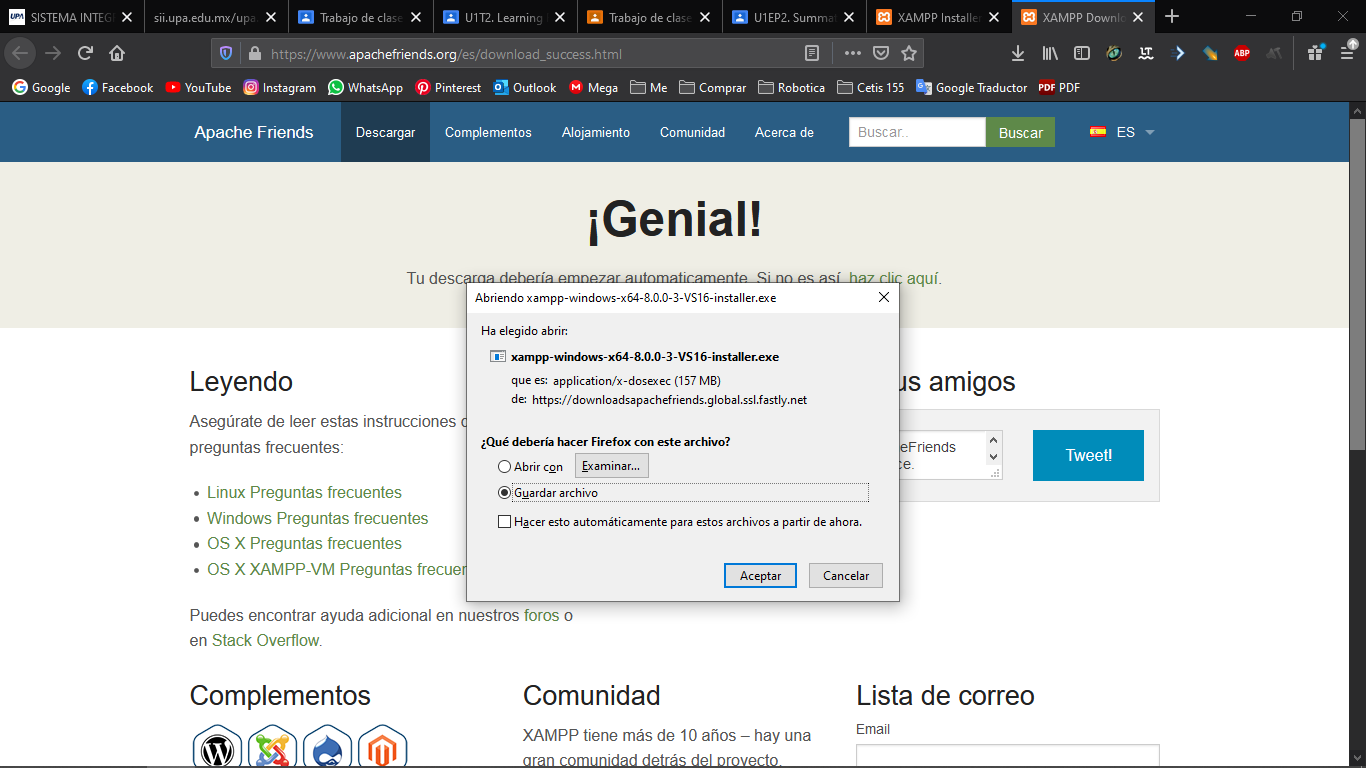 UPA SISTEMA INTEG
sii.upa.edu.mx/upa
Trabajo de clase
U1T2. Learning
Trabajo de clase
U1EP2. Summat
XAMPP Installer
XAMPP Downlo
https://www.apachefriends.org/es/download_success.html
ABP
Google
Facebook
YouTube
Instagram
WhatsApp
Pinterest
Outlook
M Mega
Me
Comprar
Robotica
Cetis 155
Google Traductor
PDF PDF
Apache Friends
Descargar
Complementos
Alojamiento
Comunidad
Acerca de
Buscar..
Buscar
ES
¡Genial!
Tu descarga debería empezar automaticamente. Si no es así, haz clic aquí.
Abriendo xampp-windows-x64-8.0.0-3-VS16-installer.exe
Ha elegido abrir:
xampp-windows-x64-8.0.0-3-VS16-installer.exe
que es: application/x-dosexec (157 MB)
de: https://downloadsapachefriends.global.ssl.fastly.net
¿Qué debería hacer Firefox con este archivo?
Abrir con
Examinar...
Guardar archivo
Hacer esto automáticamente para estos archivos a partir de ahora.
Aceptar
Cancelar
Leyendo
Asegúrate de leer estas instrucciones
preguntas frecuentes:
Linux Preguntas frecuentes
Windows Preguntas frecuentes
OS X Preguntas frecuentes
OS X XAMPP-VM Preguntas frecuen
Puedes encontrar ayuda adicional en nuestros foros o
en Stack Overflow.
us amigos
eFriends
ce.
Tweet!
Complementos
Comunidad
XAMPP tiene más de 10 años – hay una
gran comunidad detrás del proyecto.
Lista de correo
Email